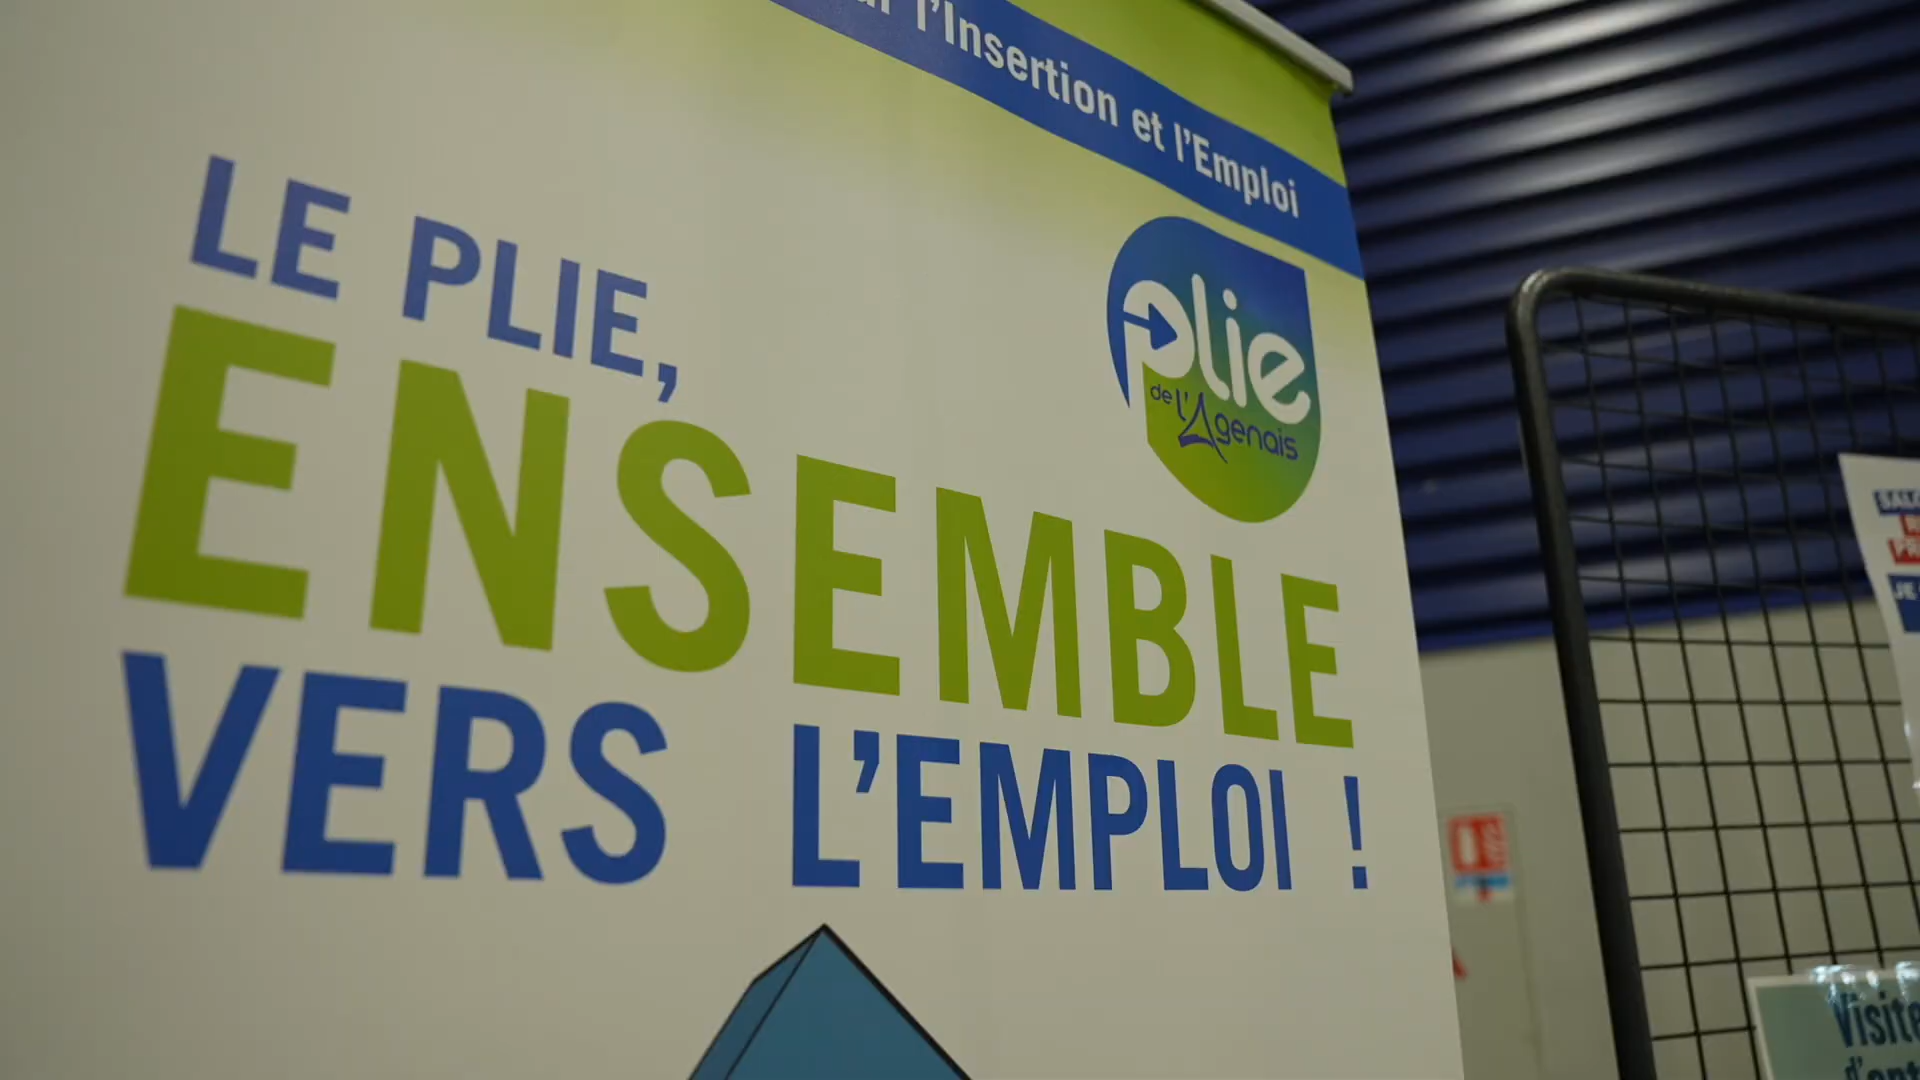 l'Insertion et l'Emploi
plie
de l'Agenais
LE PLIE,
ENSEMBLE
VERS L'EMPLOI !